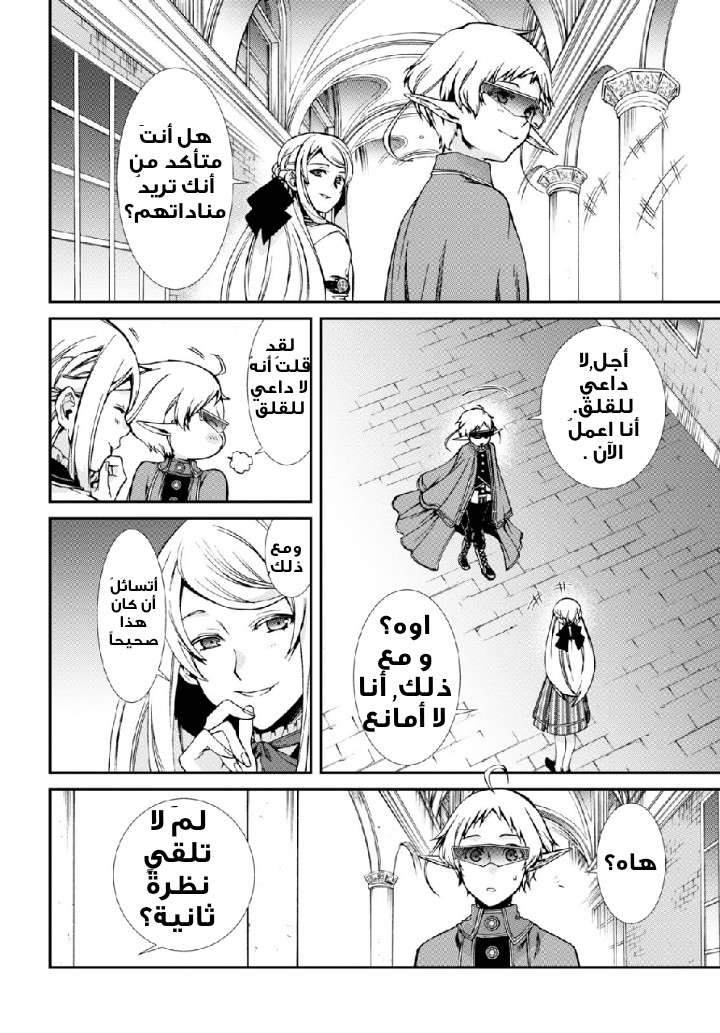 هل أنتَ
متأكد من
أنك تريدُ
مناداتهم؟
أجل,لا
داعي
للقلق.
أنا اعملُ
الآن .
اوه؟
و مع
ذلك, أنا
لا أمانع
لقد
قلتُ أنه
لا داعي
للقلق
ومع
ذلك
أتسائلُ
أن كان
هذا
صحيحاً
هاه؟
لمَ لا
تلقي
نظرةً
ثانية؟